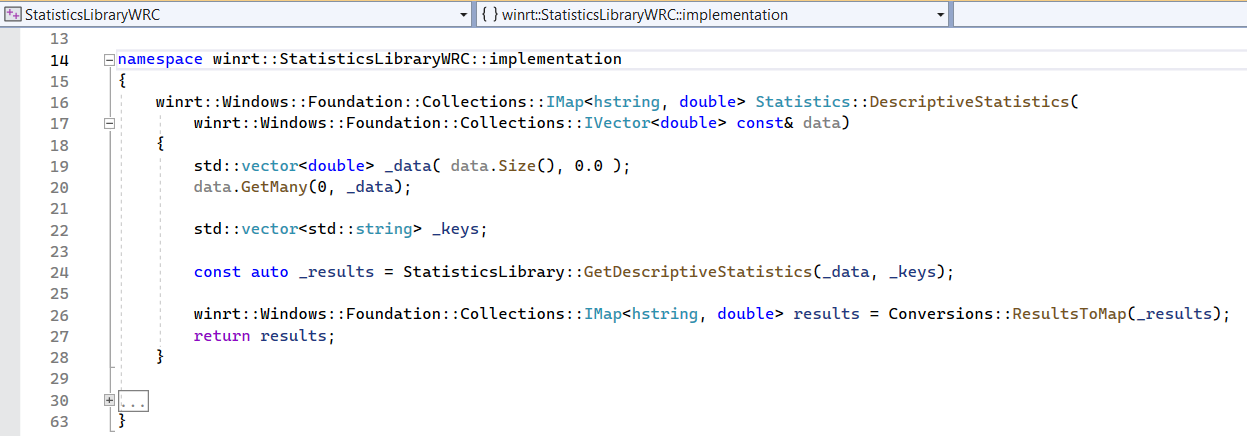 StatisticsLibraryWRC { } winrt::StatisticsLibraryWRC::implementation
13
14 namespace winrt::StatisticsLibraryWRC::implementation
15 {
16 winrt::Windows::Foundation::Collections::IMap<hstring, double> Statistics::DescriptiveStatistics(
17 winrt::Windows::Foundation::Collections::IVector<double> const& data)
18 {
19 std::vector<double> _data( data.Size(), 0.0 );
20 data.GetMany(0, _data);
21
22 std::vector<std::string> _keys;
23
24 const auto _results = StatisticsLibrary::GetDescriptiveStatistics(_data, _keys);
25
26 winrt::Windows::Foundation::Collections::IMap<hstring, double> results = Conversions::ResultsToMap(_results);
27 return results;
28 }
29
30 ...
63 }